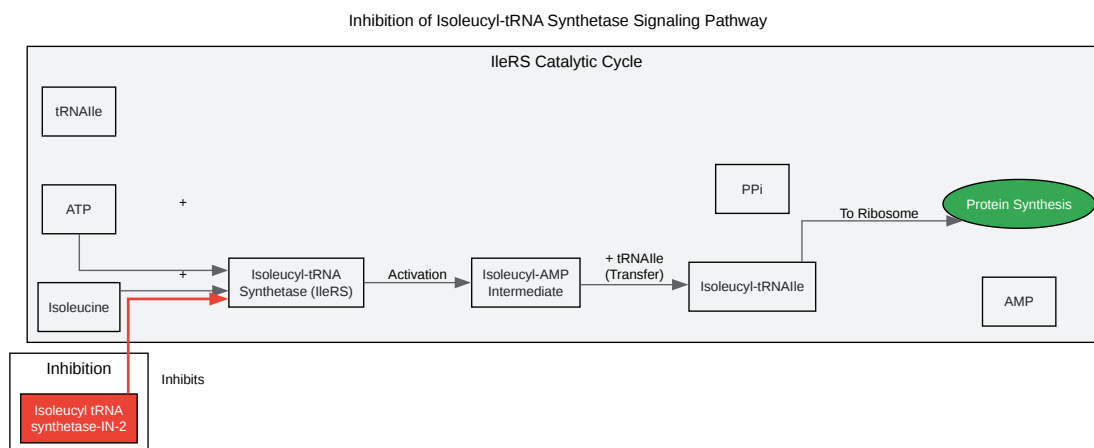 Inhibition of Isoleucyl-tRNA Synthetase Signaling Pathway
IleRS Catalytic Cycle
tRNAIle
ATP
+
PPi
Protein Synthesis
To Ribosome
Isoleucine
+
Isoleucyl-tRNA
Synthetase (IleRS)
Activation
Isoleucyl-AMP
Intermediate
+ tRNAIle
(Transfer)
Isoleucyl-tRNAIle
AMP
Inhibition
Inhibits
Isoleucyl tRNA
synthetase-IN-2